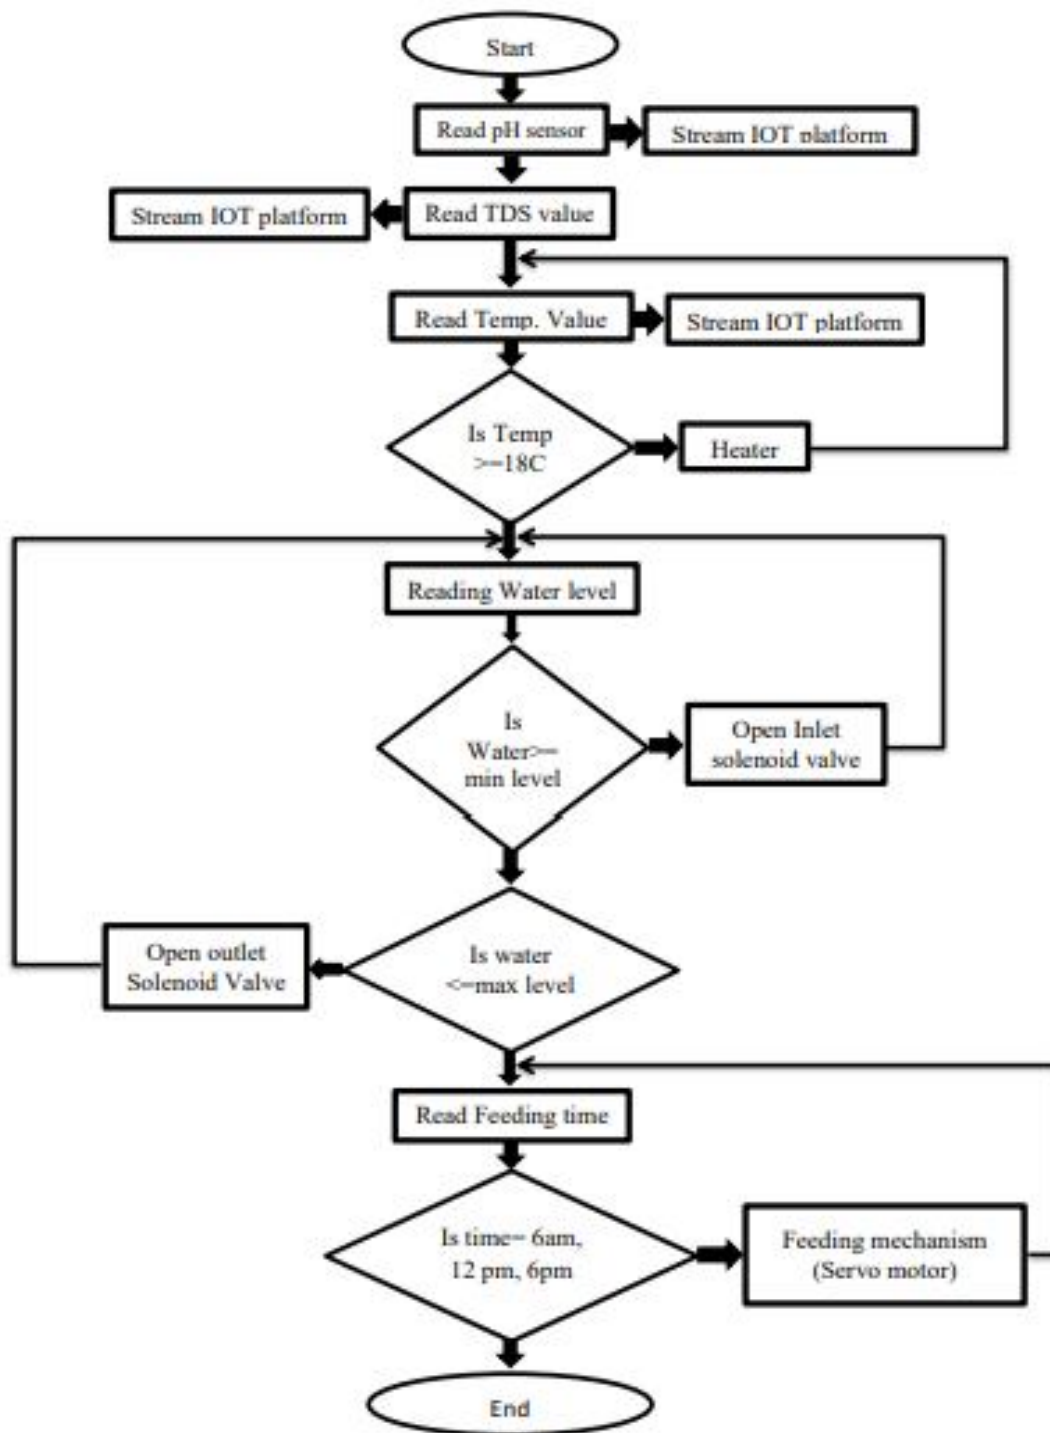 Start
Read pH sensor
Stream IOT platform
Stream IOT platform
Read TDS value
Read Temp. Value
Stream IOT platform
Is Temp
>=18C
Heater
Reading Water level
Is
Water>=
min level
Open Inlet
solenoid valve
Open outlet
Solenoid Valve
Is water
<=max level
Read Feeding time
Is time= 6am,
12 pm, 6pm
Feeding mechanism
(Servo motor)
End